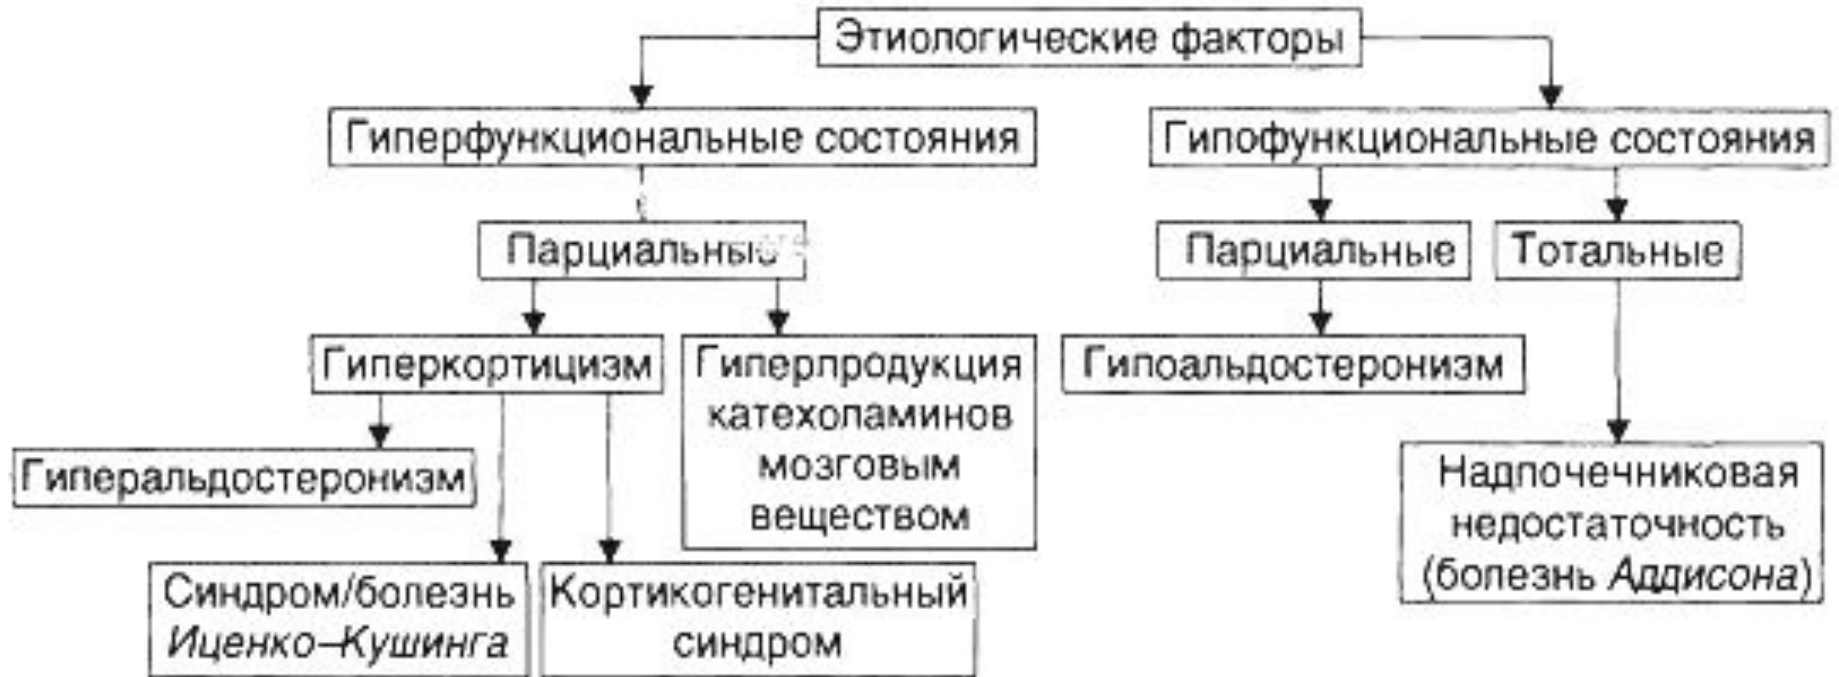 Этиологические факторы
Гиперфункциональные состояния
Гипофункциональные состояния
Парциальные
Парциальные
Тотальные
Гиперкортицизм
Гиперпродукция
катехоламинов
мозговым
веществом
Гипоальдостеронизм
Гиперальдостеронизм
Надпочечниковая
недостаточность
(болезнь Аддисона)
Синдром/болезнь
Иценко–Кушинга
Кортикогенитальный
синдром